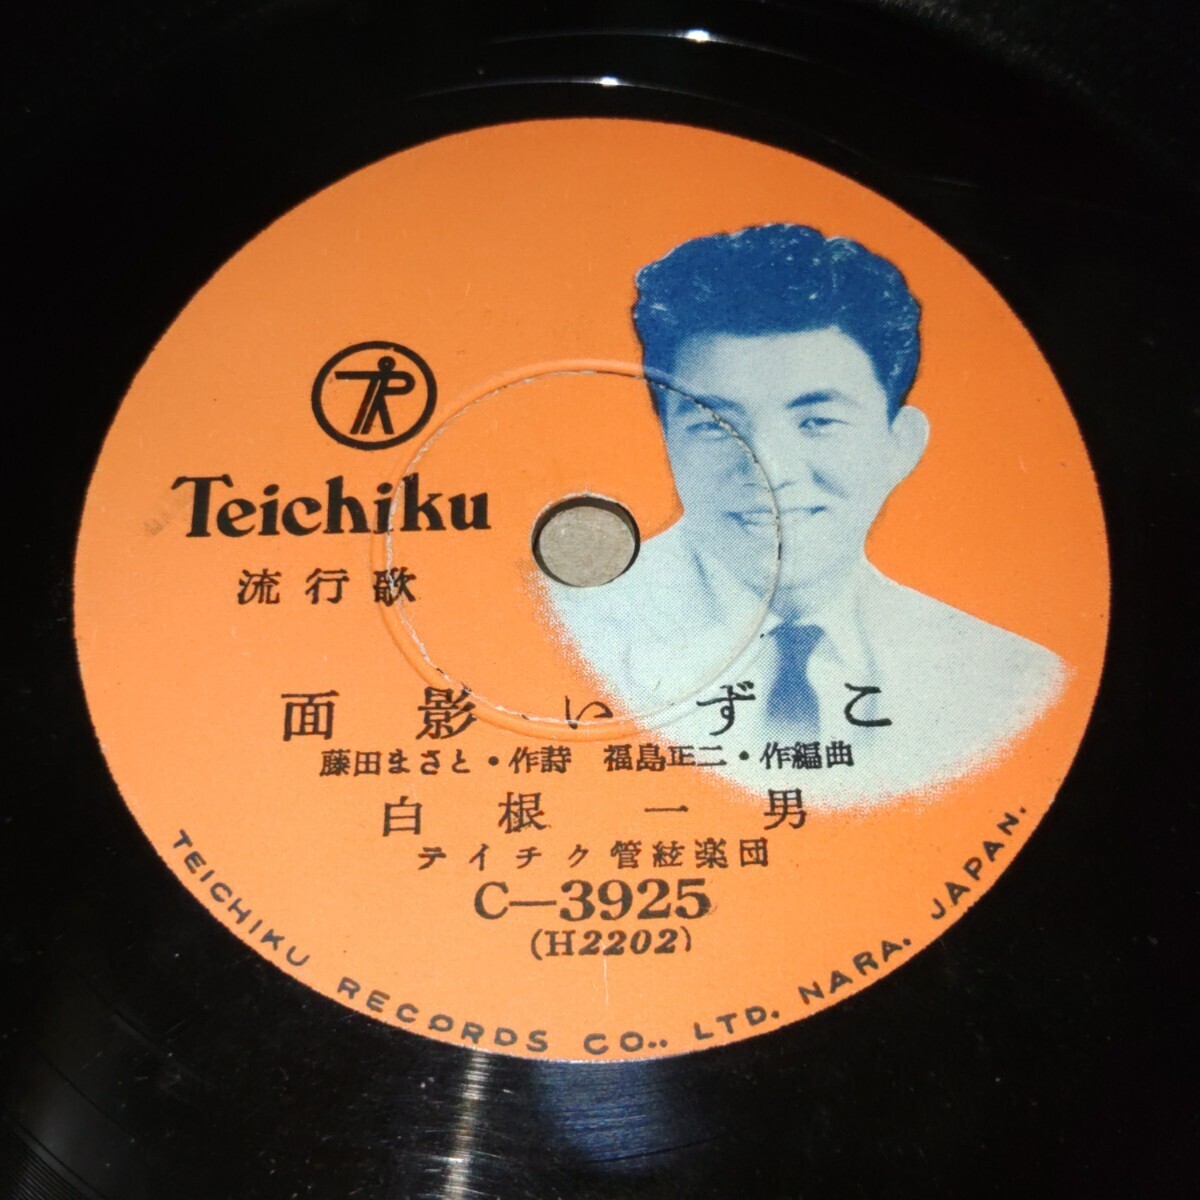 Teichiku
流行歌
面影いずこ
藤田まさと・作詩 福島正二・作編曲
白根一男
テイチク管絃楽団
C—3925
(H2202)
TEICHIKU RECORDS CO., LTD. NARA. JAPAN.